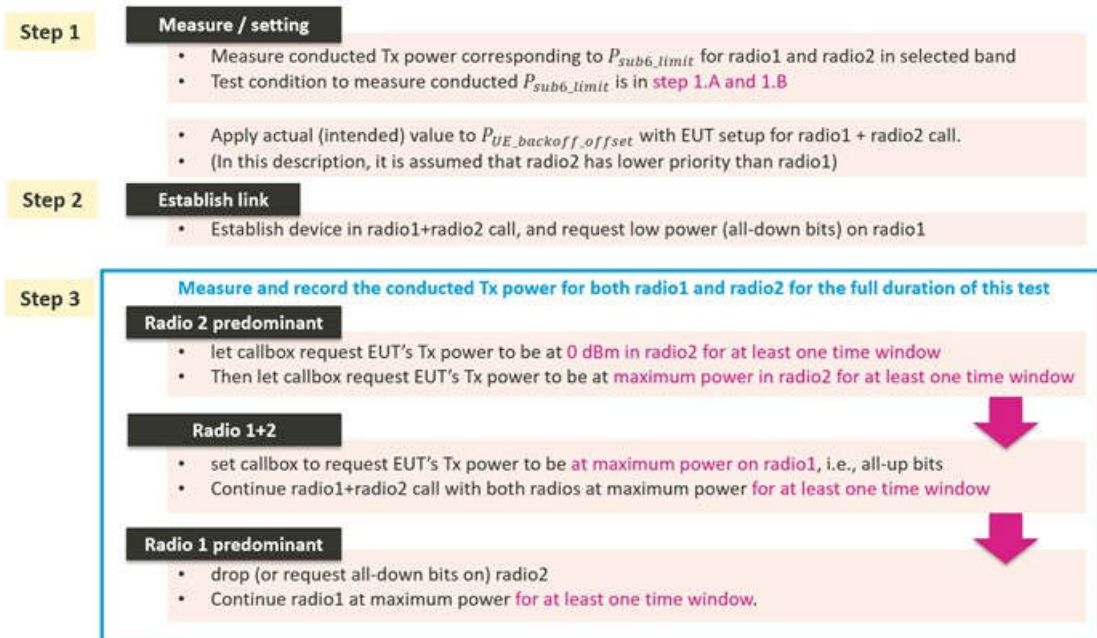 Step 1
Measure / setting
• Measure conducted Tx power corresponding to P_sub6_limit for radio1 and radio2 in selected band
• Test condition to measure conducted P_sub6_limit is in step 1.A and 1.B
• Apply actual (intended) value to P_UE_backoff_offset with EUT setup for radio1 + radio2 call.
• (In this description, it is assumed that radio2 has lower priority than radio1)
Step 2
Establish link
• Establish device in radio1+radio2 call, and request low power (all-down bits) on radio1
Step 3
Measure and record the conducted Tx power for both radio1 and radio2 for the full duration of this test
Radio 2 predominant
• let callbox request EUT's Tx power to be at 0 dBm in radio2 for at least one time window
• Then let callbox request EUT's Tx power to be at maximum power in radio2 for at least one time window
Radio 1+2
• set callbox to request EUT's Tx power to be at maximum power on radio1, i.e., all-up bits
• Continue radio1+radio2 call with both radios at maximum power for at least one time window
Radio 1 predominant
• drop (or request all-down bits on) radio2
• Continue radio1 at maximum power for at least one time window.